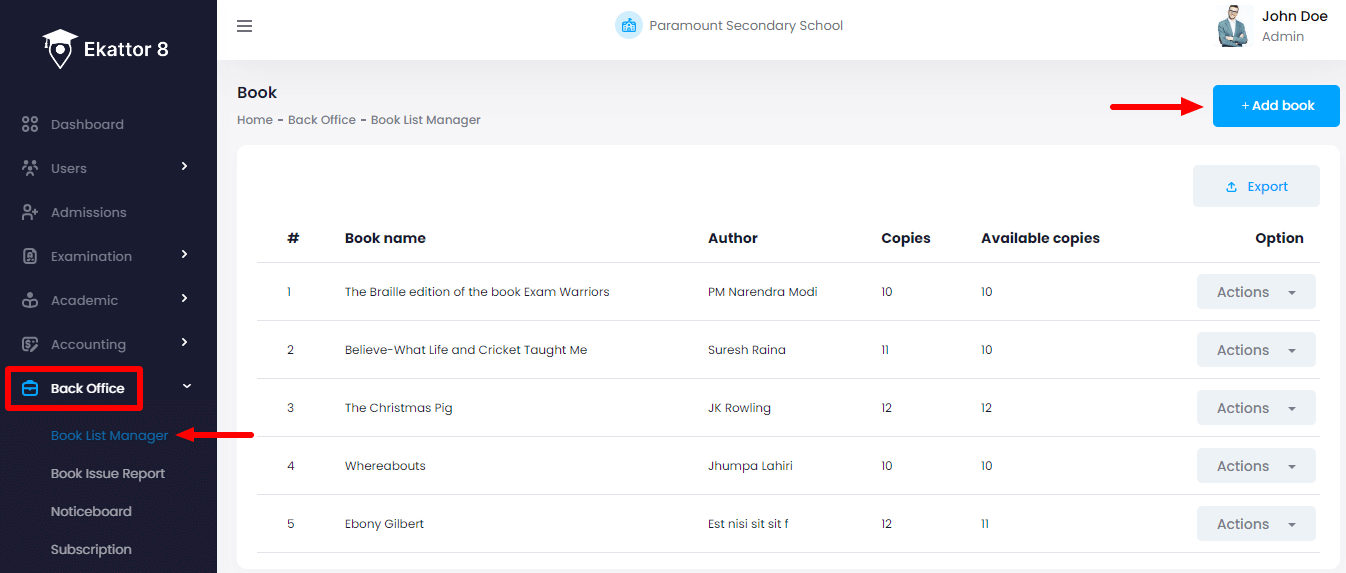 Ekattor 8
Dashboard
Users
Admissions
Examination
Academic
Accounting
Back Office
Book List Manager
Book Issue Report
Noticeboard
Subscription
Paramount Secondary School
John Doe
Admin
Book
Home - Back Office - Book List Manager
+ Add book
Export
# Book name Author Copies Available copies Option
1 The Braille edition of the book Exam Warriors PM Narendra Modi 10 10 Actions
2 Believe-What Life and Cricket Taught Me Suresh Raina 11 10 Actions
3 The Christmas Pig JK Rowling 12 12 Actions
4 Whereabouts Jhumpa Lahiri 10 10 Actions
5 Ebony Gilbert Est nisi sit sit f 12 11 Actions